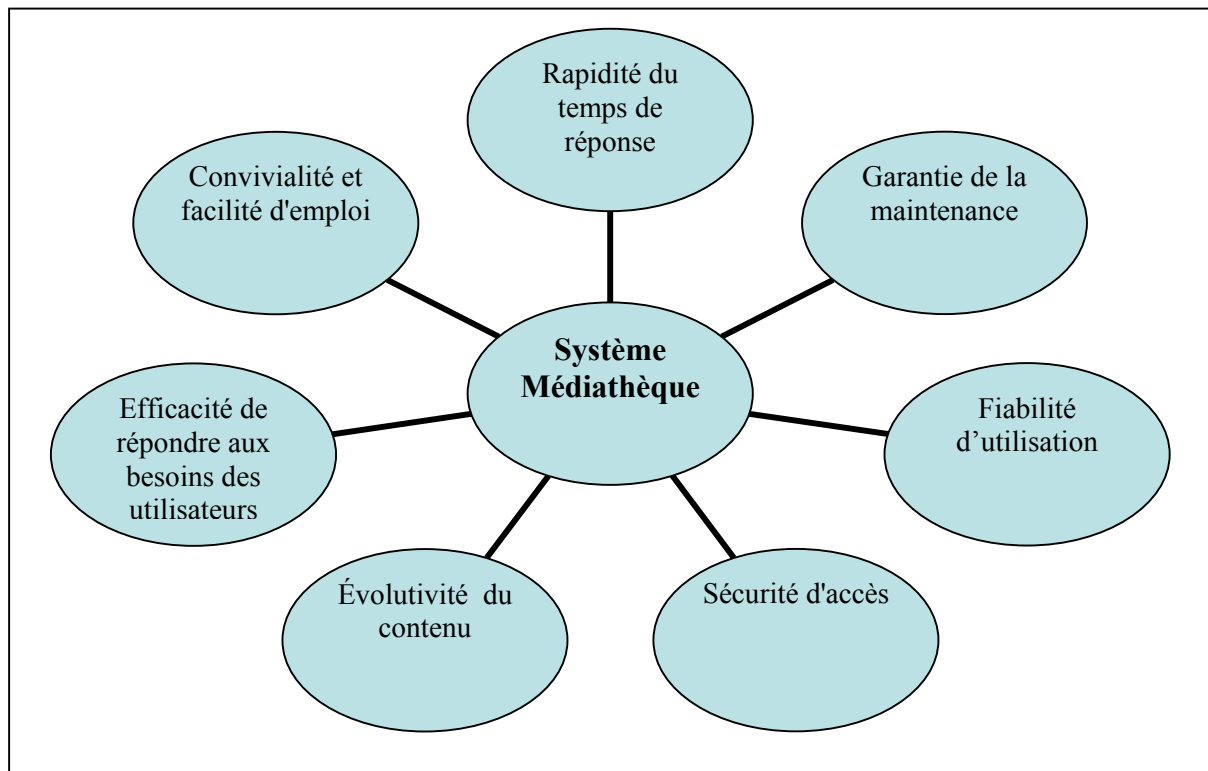 Rapidité du
temps de
réponse
Convivialité et
facilité d'emploi
Garantie de la
maintenance
Système
Médiathèque
Efficacité de
répondre aux
besoins des
utilisateurs
Fiabilité
d’utilisation
Évolutivité  du
contenu
Sécurité d'accès